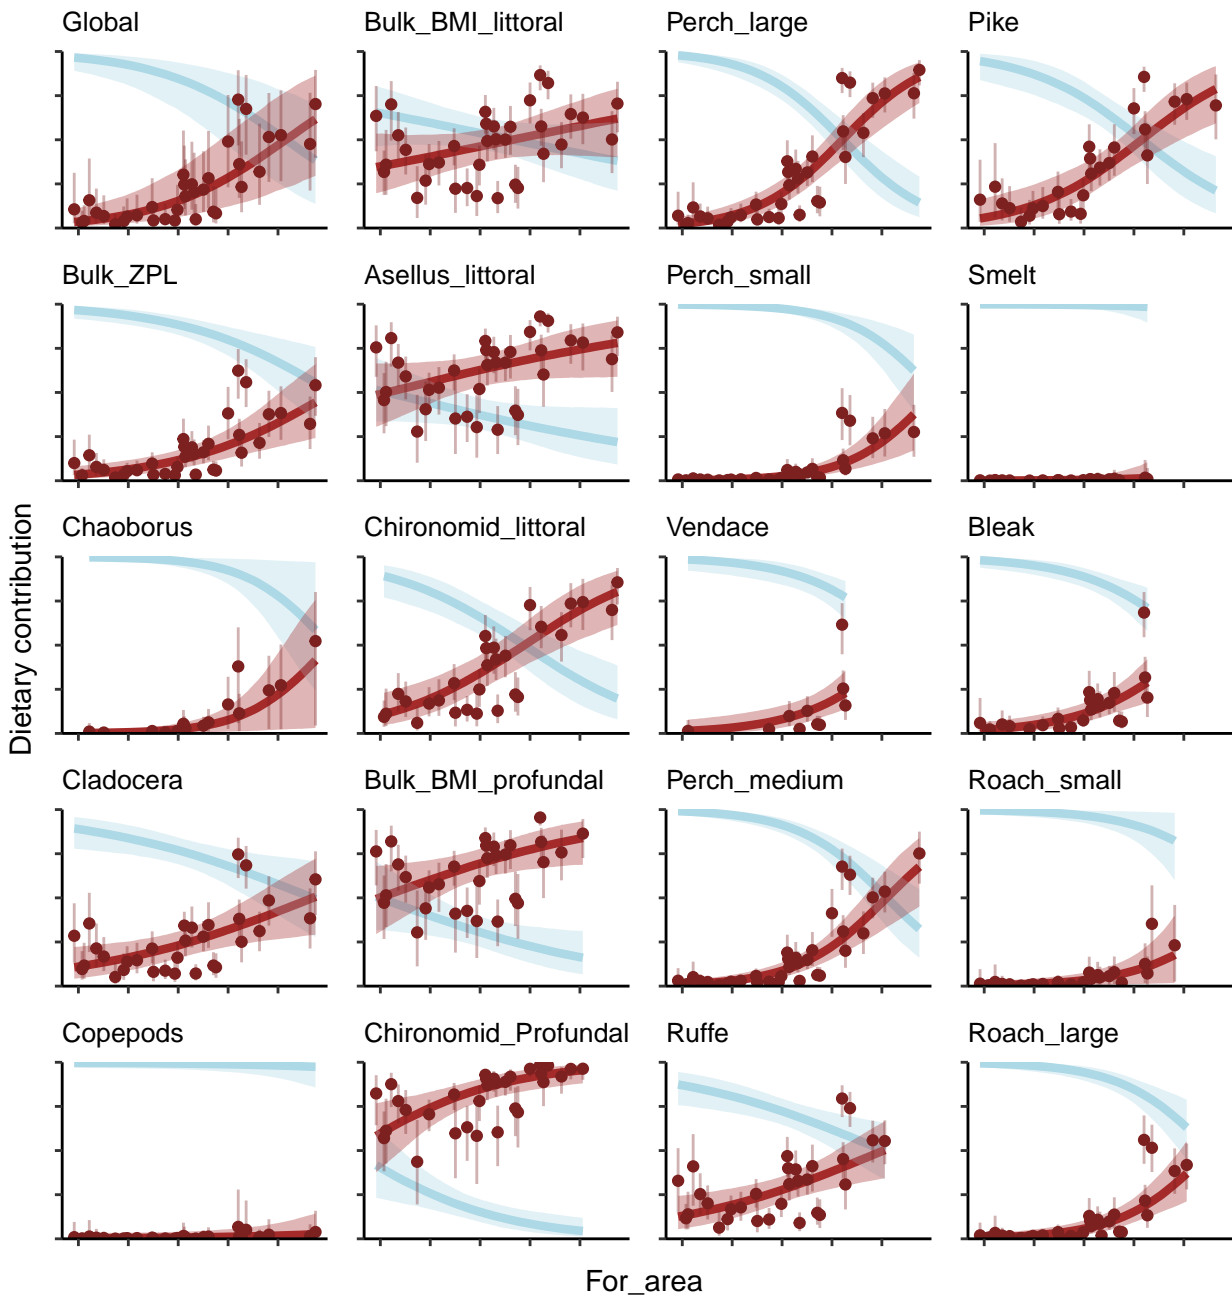 Global
Bulk_BMI_littoral
Perch_large
Pike
Bulk_ZPL
Asellus_littoral
Perch_small
Smelt
Chaoborus
Chironomid_littoral
Vendace
Bleak
Cladocera
Bulk_BMI_profundal
Perch_medium
Roach_small
Copepods
Chironomid_Profundal
Ruffe
Roach_large
Dietary contribution
For_area